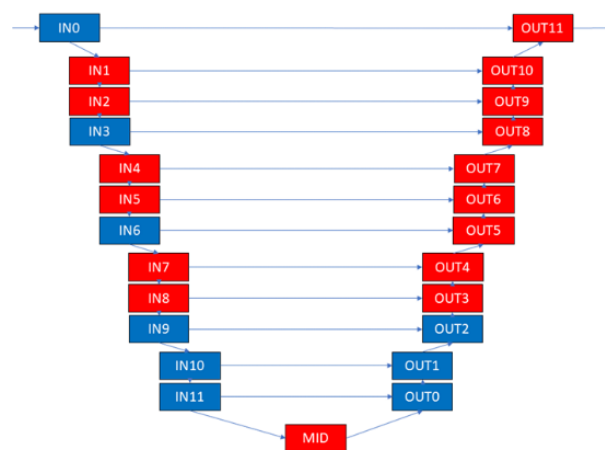 IN0 OUT11
IN1 OUT10
IN2 OUT9
IN3 OUT8
IN4 OUT7
IN5 OUT6
IN6 OUT5
IN7 OUT4
IN8 OUT3
IN9 OUT2
IN10 OUT1
IN11 OUT0
MID